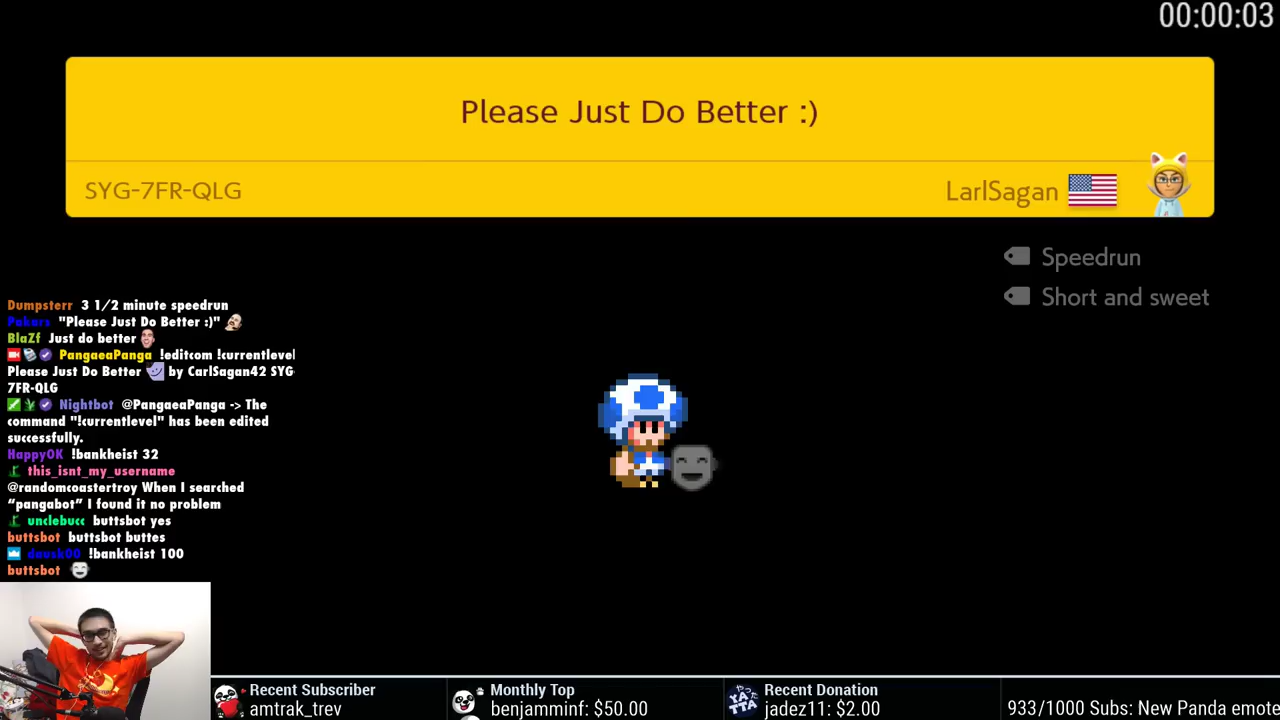 00:00:03
Please Just Do Better :)
SYG-7FR-QLG
LarlSagan
Speedrun
Short and sweet
Dumpsterr 3 1/2 minute speedrun
Pakurs "Please Just Do Better :)"
BlaZf Just do better
PangaeaPanga !editcom !currentlevel
Please Just Do Better by CarlSagan42 SYG-
7FR-QLG
Nightbot @PangaeaPanga -> The
command "!currentlevel" has been edited
successfully.
HappyOK !bankheist 32
this_isnt_my_username
@randomcoastertroy When I searched
“pangabot” I found it no problem
unclebucc buttsbot yes
buttsbot buttsbot buttes
dausk00 !bankheist 100
buttsbot
Recent Subscriber
amtrak_trev
Monthly Top
benjamminf: $50.00
YATTA
Recent Donation
jadez11: $2.00
933/1000 Subs: New Panda emote